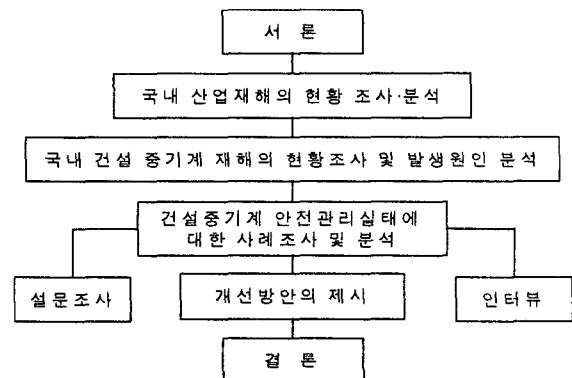 서 론
국내 산업재해의 현황 조사·분석
국내 건설 중기계 재해의 현황조사 및 발생원인 분석
건설중기계 안전관리실태에
대한 사례조사 및 분석
설문조사
개선방안의 제시
인터뷰
결 론